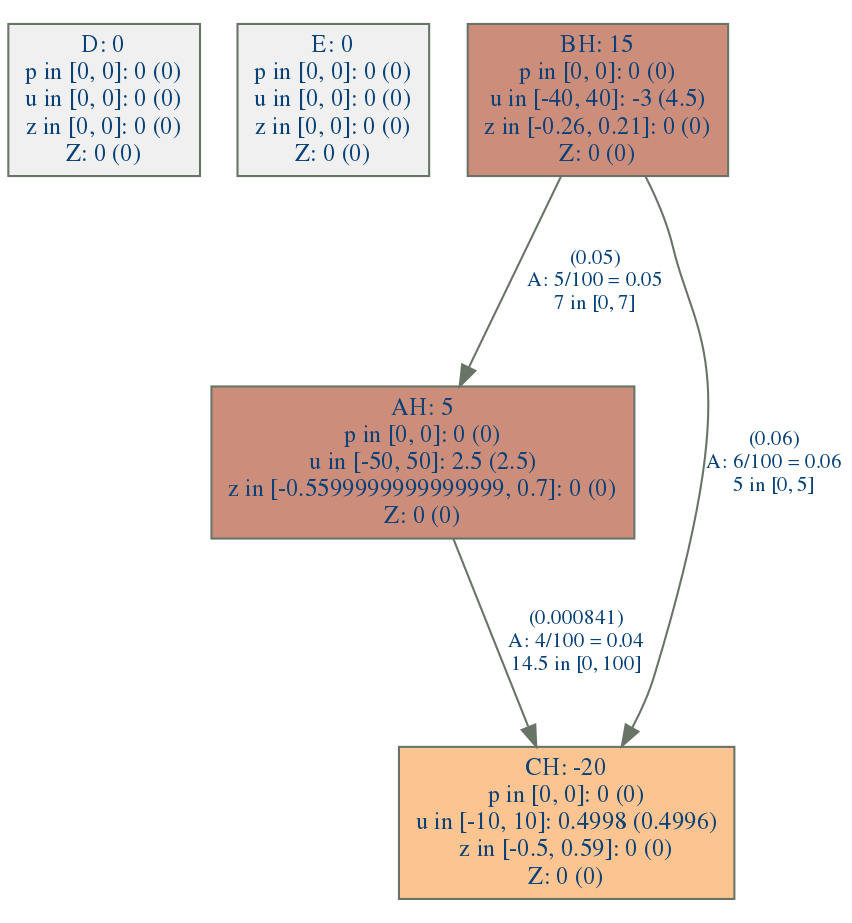 D: 0
p in [0, 0]: 0 (0)
u in [0, 0]: 0 (0)
z in [0, 0]: 0 (0)
Z: 0 (0)
E: 0
p in [0, 0]: 0 (0)
u in [0, 0]: 0 (0)
z in [0, 0]: 0 (0)
Z: 0 (0)
BH: 15
p in [0, 0]: 0 (0)
u in [-40, 40]: -3 (4.5)
z in [-0.26, 0.21]: 0 (0)
Z: 0 (0)
(0.05)
A: 5/100 = 0.05
7 in [0, 7]
AH: 5
p in [0, 0]: 0 (0)
u in [-50, 50]: 2.5 (2.5)
z in [-0.5599999999999999, 0.7]: 0 (0)
Z: 0 (0)
(0.06)
A: 6/100 = 0.06
5 in [0, 5]
(0.000841)
A: 4/100 = 0.04
14.5 in [0, 100]
CH: -20
p in [0, 0]: 0 (0)
u in [-10, 10]: 0.4998 (0.4996)
z in [-0.5, 0.59]: 0 (0)
Z: 0 (0)